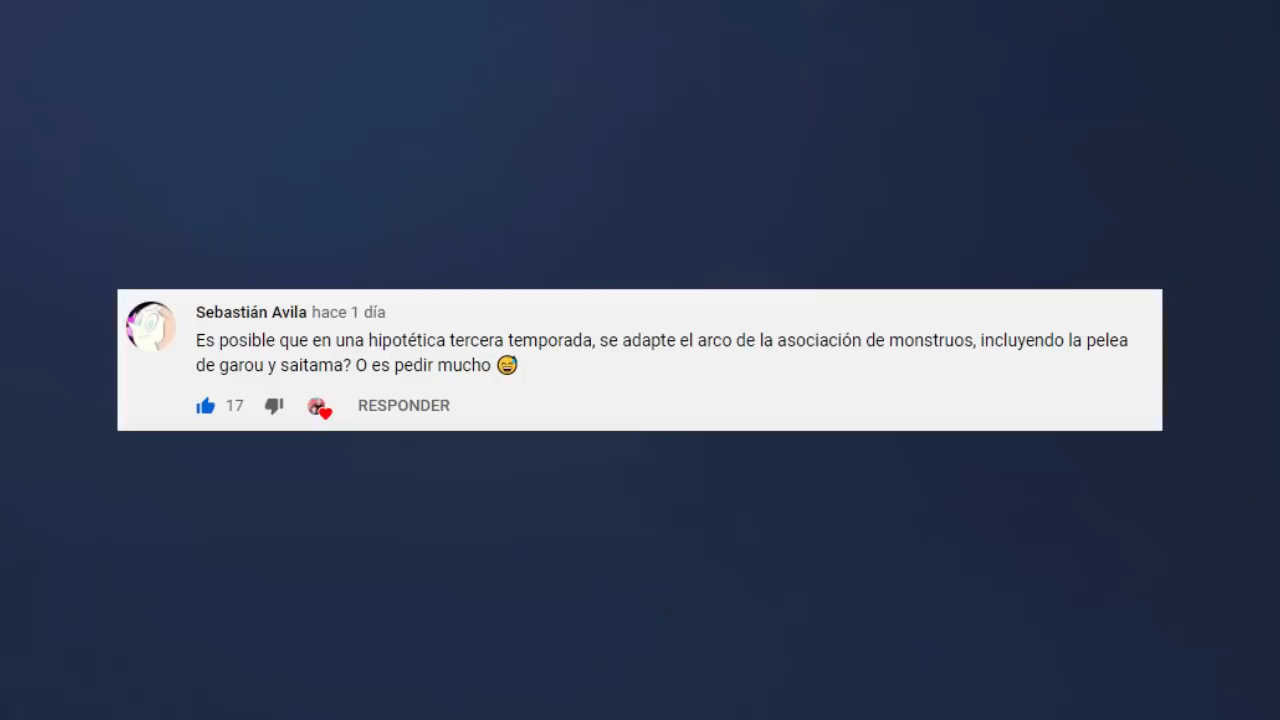 Sebastián Avila hace 1 día
Es posible que en una hipotética tercera temporada, se adapte el arco de la asociación de monstruos, incluyendo la pelea
de garou y saitama? O es pedir mucho 😅
17 RESPONDER